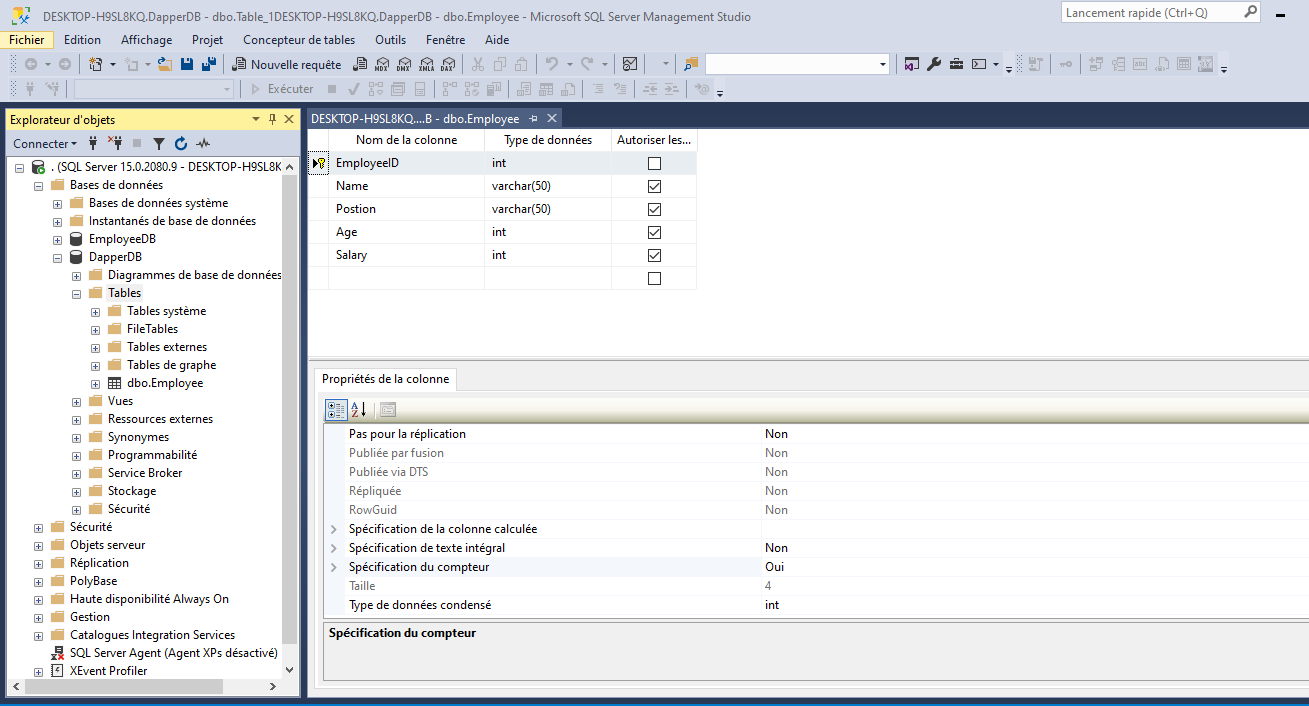 DESKTOP-H9SL8KQ.DapperDB - dbo.Table_1DESKTOP-H9SL8KQ.DapperDB - dbo.Employee - Microsoft SQL Server Management Studio
Lancement rapide (Ctrl+Q)
Fichier Edition Affichage Projet Concepteur de tables Outils Fenêtre Aide
Nouvelle requête MDX DMX XMLA DAX
Exécuter
Explorateur d'objets
DESKTOP-H9SL8KQ....B - dbo.Employee
Connecter
. (SQL Server 15.0.2080.9 - DESKTOP-H9SL8K
Bases de données
Bases de données système
Instantanés de base de données
EmployeeDB
DapperDB
Diagrammes de base de données
Tables
Tables système
FileTables
Tables externes
Tables de graphe
dbo.Employee
Vues
Ressources externes
Synonymes
Programmabilité
Service Broker
Stockage
Sécurité
Sécurité
Objets serveur
Réplication
PolyBase
Haute disponibilité Always On
Gestion
Catalogues Integration Services
SQL Server Agent (Agent XPs désactivé)
XEvent Profiler
Nom de la colonne Type de données Autoriser les...
EmployeeID int
Name varchar(50)
Postion varchar(50)
Age int
Salary int
Propriétés de la colonne
Pas pour la réplication Non
Publiée par fusion Non
Publiée via DTS Non
Répliquée Non
RowGuid Non
Spécification de la colonne calculée
Spécification de texte intégral Non
Spécification du compteur Oui
Taille 4
Type de données condensé int
Spécification du compteur